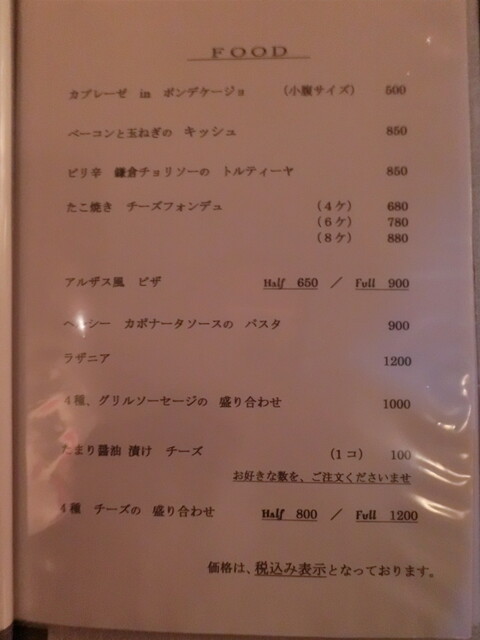 FOOD
カプレーゼ in ポンデケージョ (小腹サイズ) 500
ベーコンと玉ねぎの キッシュ 850
ピリ辛 鎌倉チョリソーの トルティーヤ 850
たこ焼き チーズフォンデュ (4ケ) 680
(6ケ) 780
(8ケ) 880
アルザス風 ピザ Half 650 / Full 900
ヘルシー カボナータソースの パスタ 900
ラザニア 1200
4種、グリルソーセージの 盛り合わせ 1000
たまり醤油 漬け チーズ (1コ) 100
お好きな数を、ご注文くださいませ
4種 チーズの 盛り合わせ Half 800 / Full 1200
価格は、税込み表示となっております。